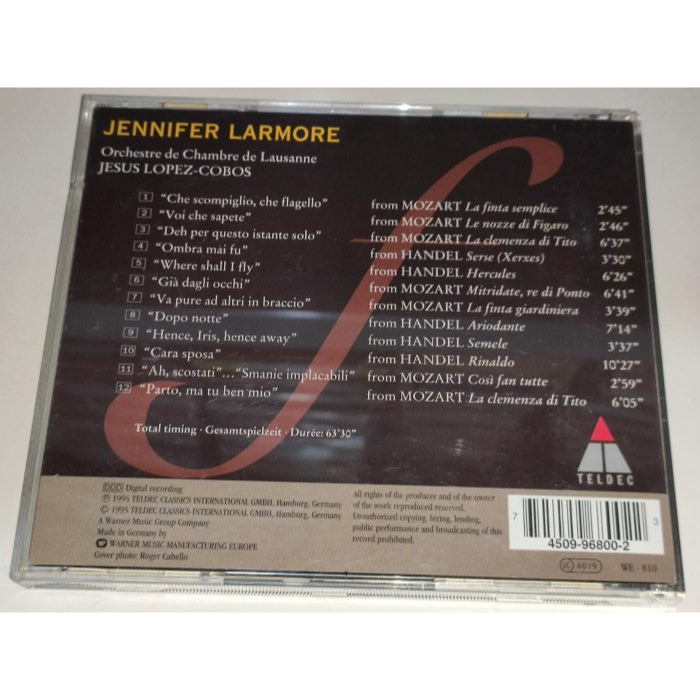 JENNIFER LARMORE
Orchestre de Chambre de Lausanne
JESUS LOPEZ-COBOS
1 "Che scompiglio, che flagello" from MOZART La finta semplice 2'45"
2 "Voi che sapete" from MOZART Le nozze di Figaro 2'46"
3 "Deh per questo istante solo" from MOZART La clemenza di Tito 6'37"
4 "Ombra mai fu" from HANDEL Serse (Xerxes) 3'30"
5 "Where shall I fly" from HANDEL Hercules 6'26"
6 "Già dagli occhi" from MOZART Mitridate, re di Ponto 6'41"
7 "Va pure ad altri in braccio" from MOZART La finta giardiniera 3'39"
8 "Dopo notte" from HANDEL Ariodante 7'14"
9 "Hence, Iris, hence away" from HANDEL Semele 3'37"
10 "Cara sposa" from HANDEL Rinaldo 10'27"
11 "Ah, scostati"..."Smanie implacabili" from MOZART Così fan tutte 2'59"
12 "Parto, ma tu ben mio" from MOZART La clemenza di Tito 6'05"
Total timing · Gesamtspielzeit · Durée: 63'30"
TELDEC
DDD Digital recording
℗ 1995 TELDEC CLASSICS INTERNATIONAL GMBH, Hamburg, Germany
© 1995 TELDEC CLASSICS INTERNATIONAL GMBH, Hamburg, Germany
A Warner Music Group Company
Made in Germany by
WARNER MUSIC MANUFACTURING EUROPE
Cover photo: Roger Cabello
All rights of the producer and of the owner
of the work reproduced reserved.
Unauthorized copying, hiring, lending,
public performance and broadcasting of this
record prohibited.
7 4509-96800-2 3
LC 6019
WE - 810